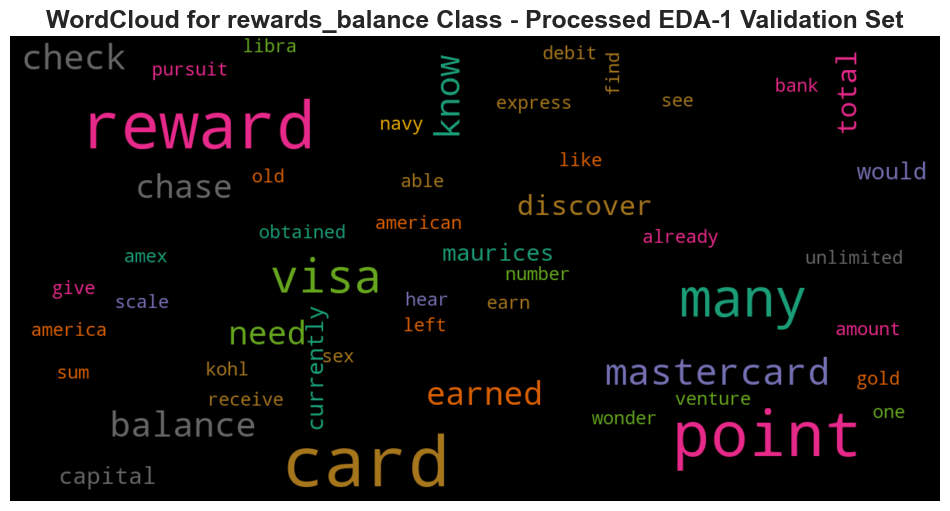 WordCloud for rewards_balance Class - Processed EDA-1 Validation Set
libra
debit
check
pursuit
know
find
total
bank
express
see
reward
navy
like
would
old
able
chase
discover
american
obtained
already
maurices
amex
unlimited
number
visa
give
scale
hear
earn
many
america
need
left
amount
currently
sex
sum
kohl
mastercard
gold
receive
earned
venture
wonder
one
balance
point
card
capital